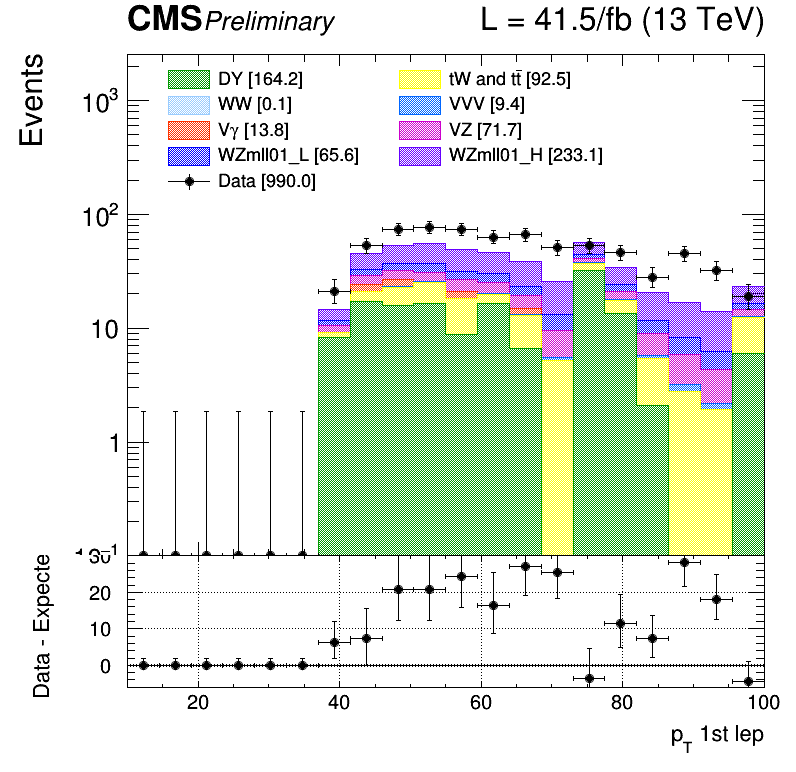 CMS Preliminary L = 41.5/fb (13 TeV)
Events
10³
10²
10
1
DY [164.2] tW and tt̄ [92.5]
WW [0.1] VVV [9.4]
Vγ [13.8] VZ [71.7]
WZmll01_L [65.6] WZmll01_H [233.1]
Data [990.0]
Data - Expecte
20
10
0
20 40 60 80 100
p_T 1st lep